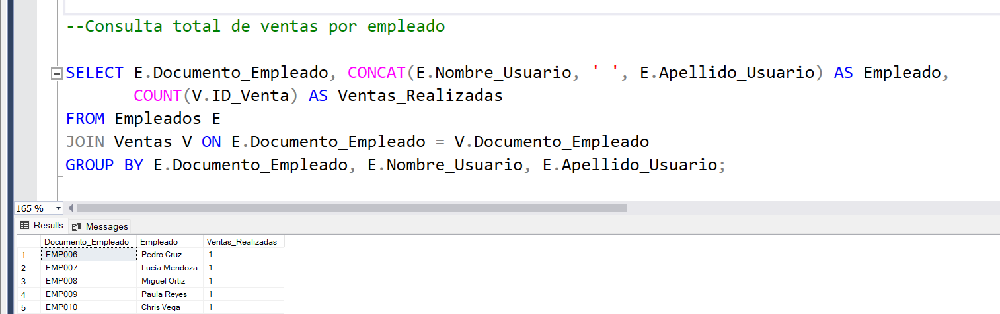 --Consulta total de ventas por empleado
SELECT E.Documento_Empleado, CONCAT(E.Nombre_Usuario, ' ', E.Apellido_Usuario) AS Empleado,
COUNT(V.ID_Venta) AS Ventas_Realizadas
FROM Empleados E
JOIN Ventas V ON E.Documento_Empleado = V.Documento_Empleado
GROUP BY E.Documento_Empleado, E.Nombre_Usuario, E.Apellido_Usuario;
165 %
Results Messages
Documento_Empleado Empleado Ventas_Realizadas
1 EMP006 Pedro Cruz 1
2 EMP007 Lucía Mendoza 1
3 EMP008 Miguel Ortiz 1
4 EMP009 Paula Reyes 1
5 EMP010 Chris Vega 1